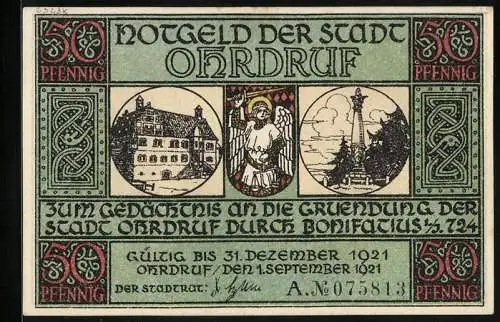 50 NOTGELD DER STADT 50
PFENNIG OHRDRUF PFENNIG
ZUM GEDÄCHTNIS AN DIE GRUENDUNG DER
STADT OHRDRUF DURCH BONIFATIUS 724
50 GÜLTIG BIS 31. DEZEMBER 1921 50
OHRDRUF / DEN 1. SEPTEMBER 1621
PFENNIG DER STADTRAT: A.№ 075813 PFENNIG